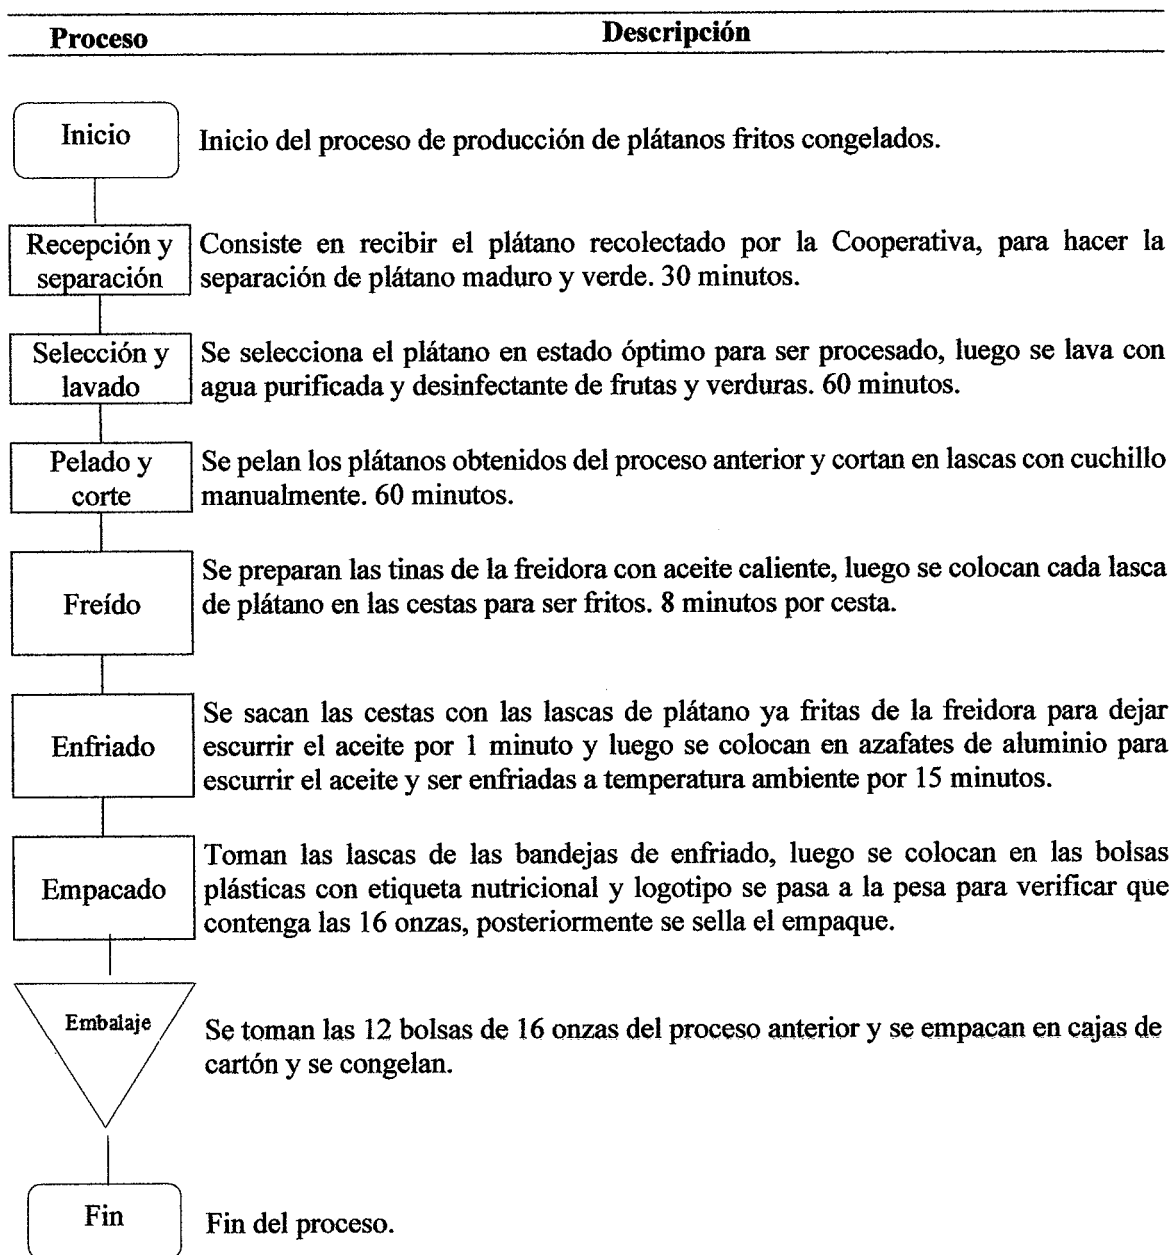 Proceso Descripción
Inicio
Inicio del proceso de producción de plátanos fritos congelados.
Recepción y
separación
Consiste en recibir el plátano recolectado por la Cooperativa, para hacer la
separación de plátano maduro y verde. 30 minutos.
Selección y
lavado
Se selecciona el plátano en estado óptimo para ser procesado, luego se lava con
agua purificada y desinfectante de frutas y verduras. 60 minutos.
Pelado y
corte
Se pelan los plátanos obtenidos del proceso anterior y cortan en lascas con cuchillo
manualmente. 60 minutos.
Freído
Se preparan las tinas de la freidora con aceite caliente, luego se colocan cada lasca
de plátano en las cestas para ser fritos. 8 minutos por cesta.
Enfriado
Se sacan las cestas con las lascas de plátano ya fritas de la freidora para dejar
escurrir el aceite por 1 minuto y luego se colocan en azafates de aluminio para
escurrir el aceite y ser enfriadas a temperatura ambiente por 15 minutos.
Empacado
Toman las lascas de las bandejas de enfriado, luego se colocan en las bolsas
plásticas con etiqueta nutricional y logotipo se pasa a la pesa para verificar que
contenga las 16 onzas, posteriormente se sella el empaque.
Embalaje
Se toman las 12 bolsas de 16 onzas del proceso anterior y se empacan en cajas de
cartón y se congelan.
Fin
Fin del proceso.